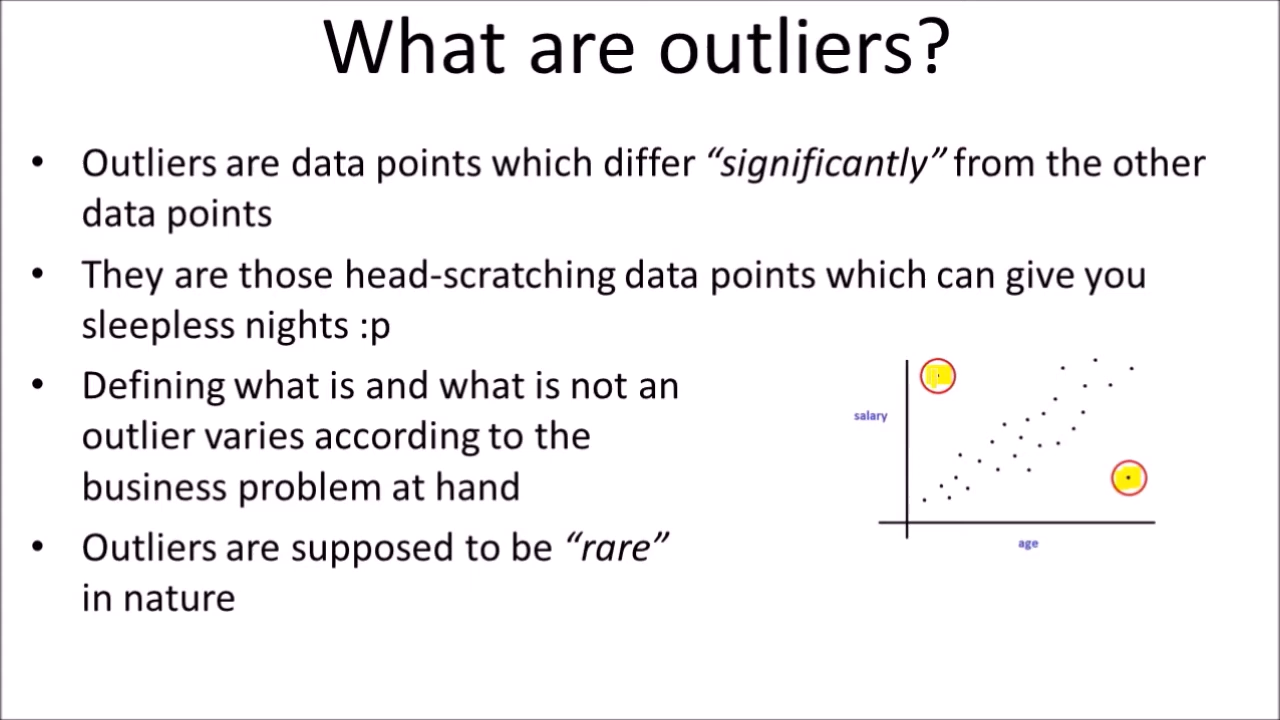 What are outliers?
• Outliers are data points which differ “significantly” from the other
data points
• They are those head-scratching data points which can give you
sleepless nights :p
• Defining what is and what is not an
outlier varies according to the
business problem at hand
• Outliers are supposed to be “rare”
in nature
salary
age